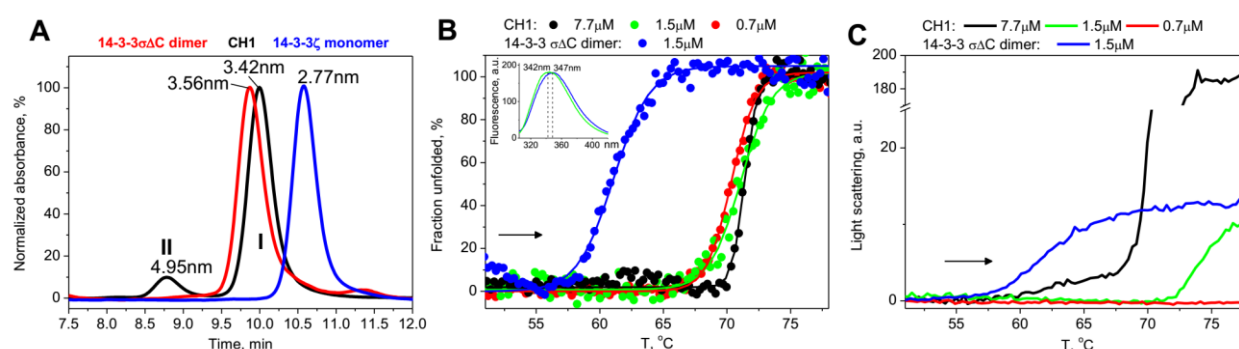 A
14-3-3σΔC dimer CH1 14-3-3ζ monomer
3.42nm
3.56nm
2.77nm
II
4.95nm
I
Normalized absorbance, %
100
80
60
40
20
0
7.5 8.0 8.5 9.0 9.5 10.0 10.5 11.0 11.5 12.0
Time, min
B
CH1: 7.7μM 1.5μM 0.7μM
14-3-3 σΔC dimer: 1.5μM
Fraction unfolded, %
100
80
60
40
20
0
55 60 65 70 75
T, °C
342nm 347nm
Fluorescence, a.u.
200
100
0
320 360 400 nm
C
CH1: 7.7μM 1.5μM 0.7μM
14-3-3 σΔC dimer: 1.5μM
Light scattering, a.u.
200
180
20
10
0
55 60 65 70 75
T, °C